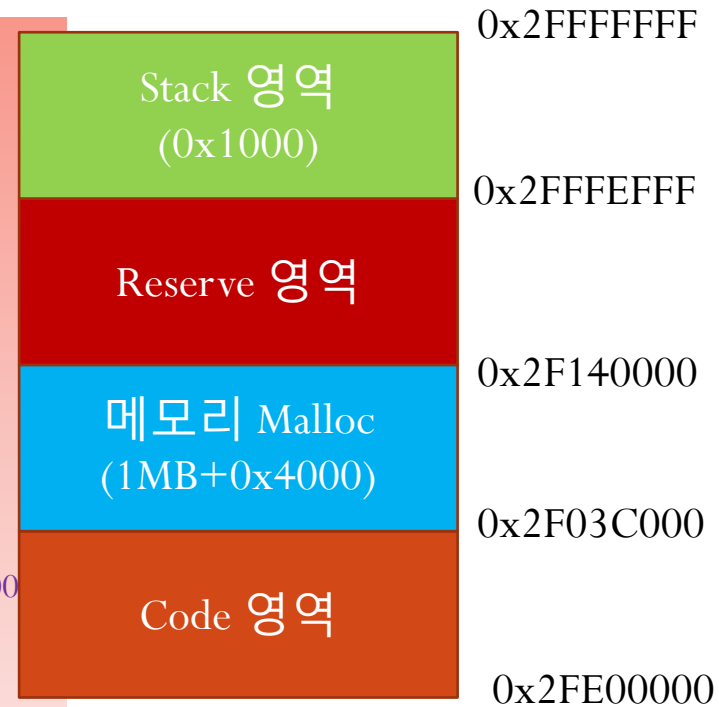 0x2FFFFFFF
Stack 영역
(0x1000)
0x2FFFEFFF
Reserve 영역
0x2F140000
메모리 Malloc
(1MB+0x4000)
0x2F03C000
Code 영역
0x2FE00000